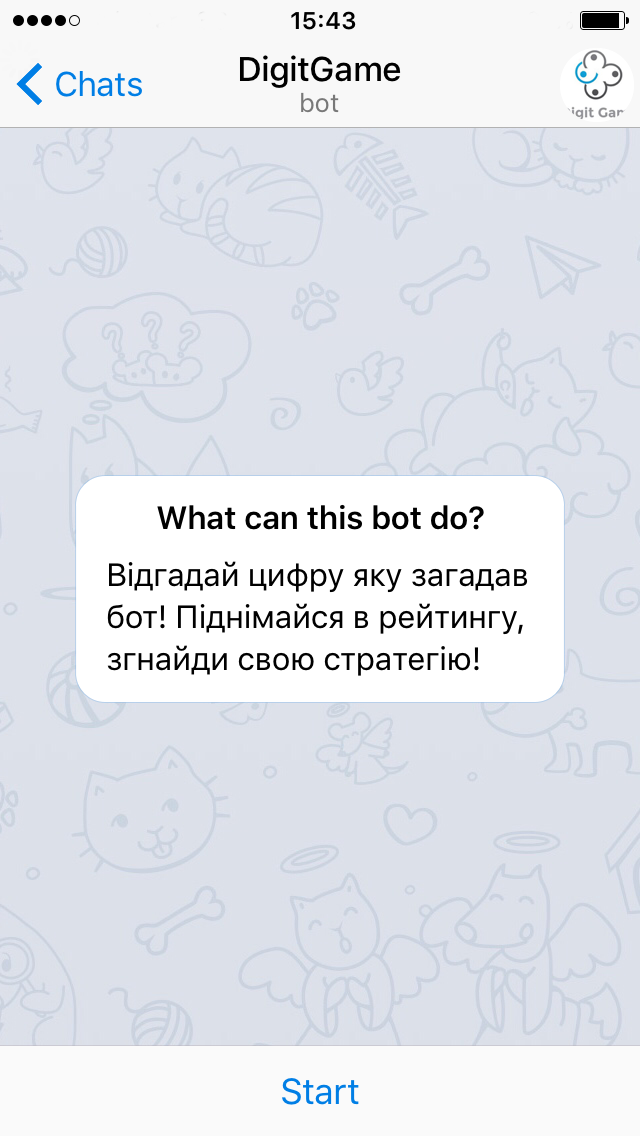 15:43
Chats
DigitGame
bot
Digit Gam
What can this bot do?
Відгадай цифру яку загадав
бот! Піднімайся в рейтингу,
згнайди свою стратегію!
Start